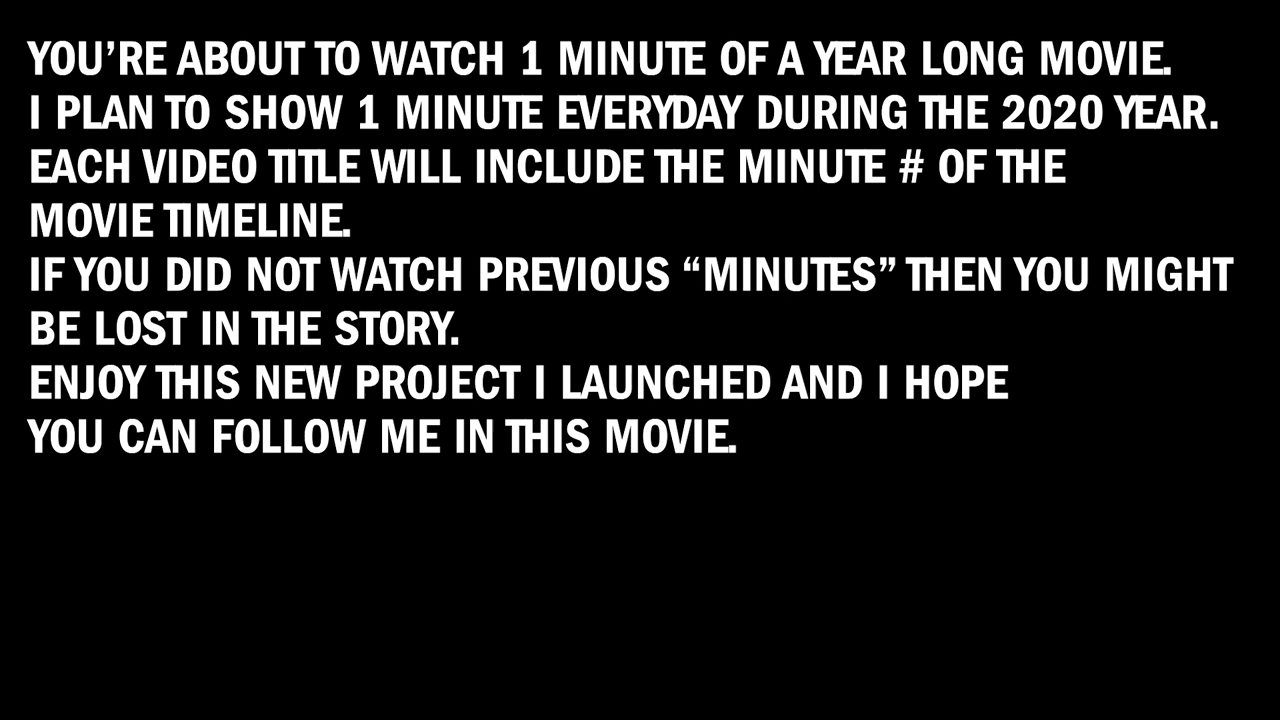 YOU’RE ABOUT TO WATCH 1 MINUTE OF A YEAR LONG MOVIE.
I PLAN TO SHOW 1 MINUTE EVERYDAY DURING THE 2020 YEAR.
EACH VIDEO TITLE WILL INCLUDE THE MINUTE # OF THE
MOVIE TIMELINE.
IF YOU DID NOT WATCH PREVIOUS “MINUTES” THEN YOU MIGHT
BE LOST IN THE STORY.
ENJOY THIS NEW PROJECT I LAUNCHED AND I HOPE
YOU CAN FOLLOW ME IN THIS MOVIE.